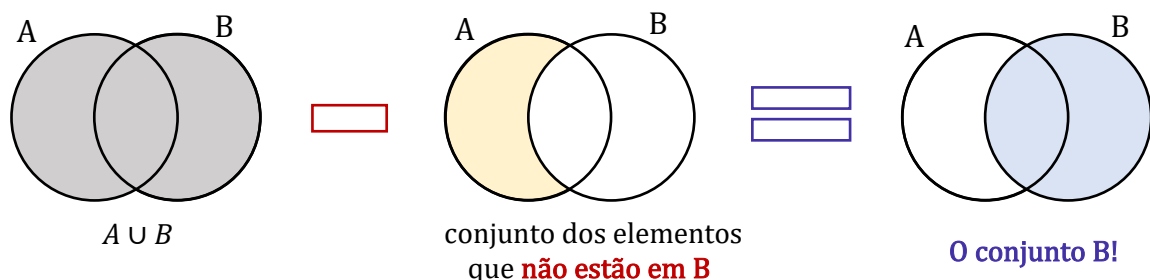 A B
A B
A B
A ∪ B
conjunto dos elementos
que não estão em B
O conjunto B!